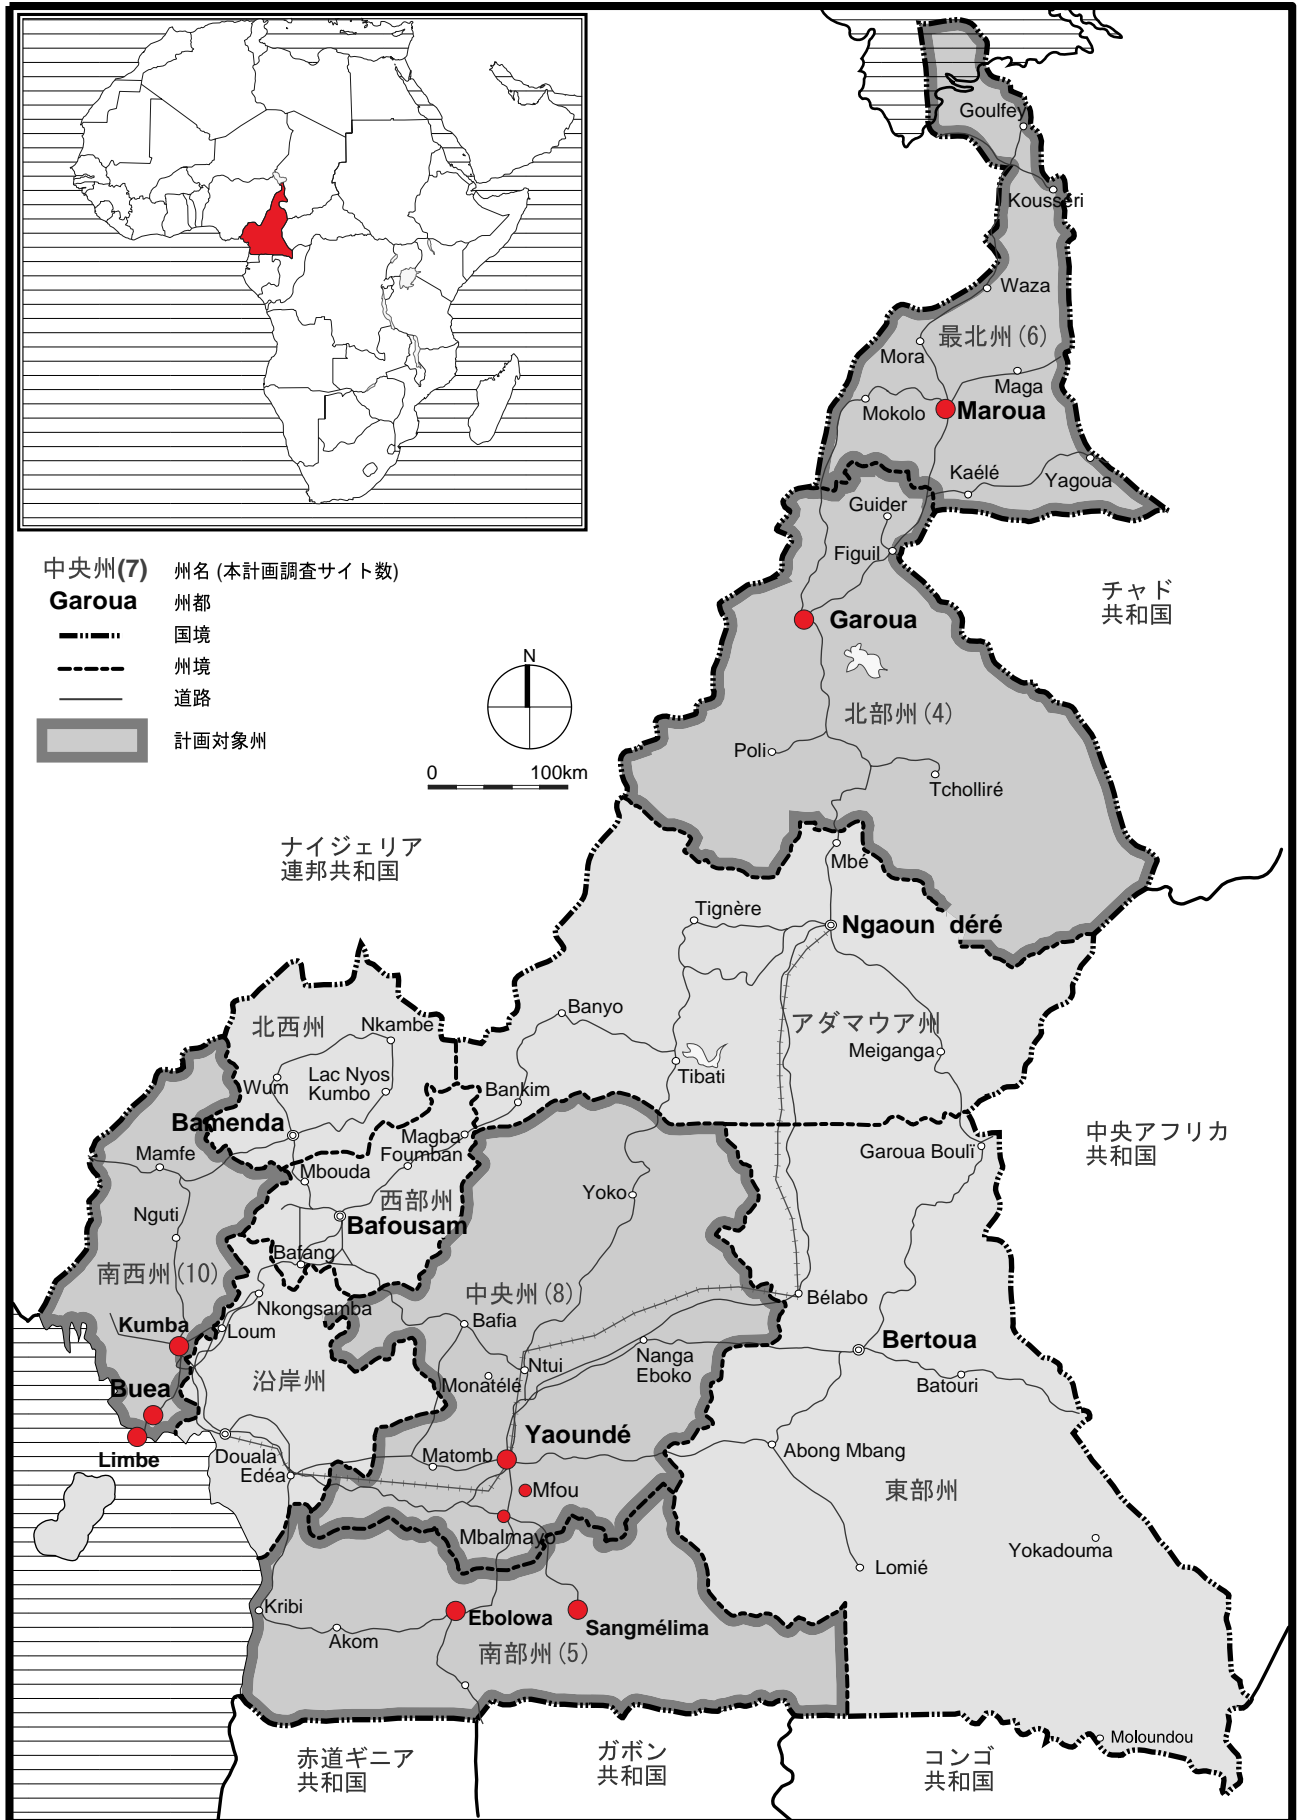 Goulfey
Kousséri
Waza
最北州(6)
Mora
Maga
Mokolo
Maroua
Kaélé
Yagoua
Guider
Figuil
中央州(7) 州名 (本計画調査サイト数)
Garoua 州都
国境
州境
道路
計画対象州
チャド
共和国
Garoua
N
北部州(4)
Poli
Tcholliré
0 100km
ナイジェリア
連邦共和国
Mbé
Tignère
Ngaoun déré
Banyo
アダマウア州
Meiganga
Tibati
北西州
Nkambe
Wum
Lac Nyos
Kumbo
Bankim
Bamenda
Magba
Foumban
Mamfe
Mbouda
Garoua Boulï
中央アフリカ
共和国
Yoko
西部州
Nguti
Bafousam
Bafang
南西州(10)
中央州(8)
Nkongsamba
Bélabo
Kumba
Loum
Bafia
Bertoua
Ntui
Nanga
Eboko
沿岸州
Monatélé
Batouri
Buea
Yaoundé
Limbe
Douala
Edéa
Matomb
Abong Mbang
Mfou
東部州
Mbalmayo
Yokadouma
Lomié
Kribi
Ebolowa
Sangmélima
Akom
南部州(5)
Moloundou
赤道ギニア
共和国
ガボン
共和国
コンゴ
共和国